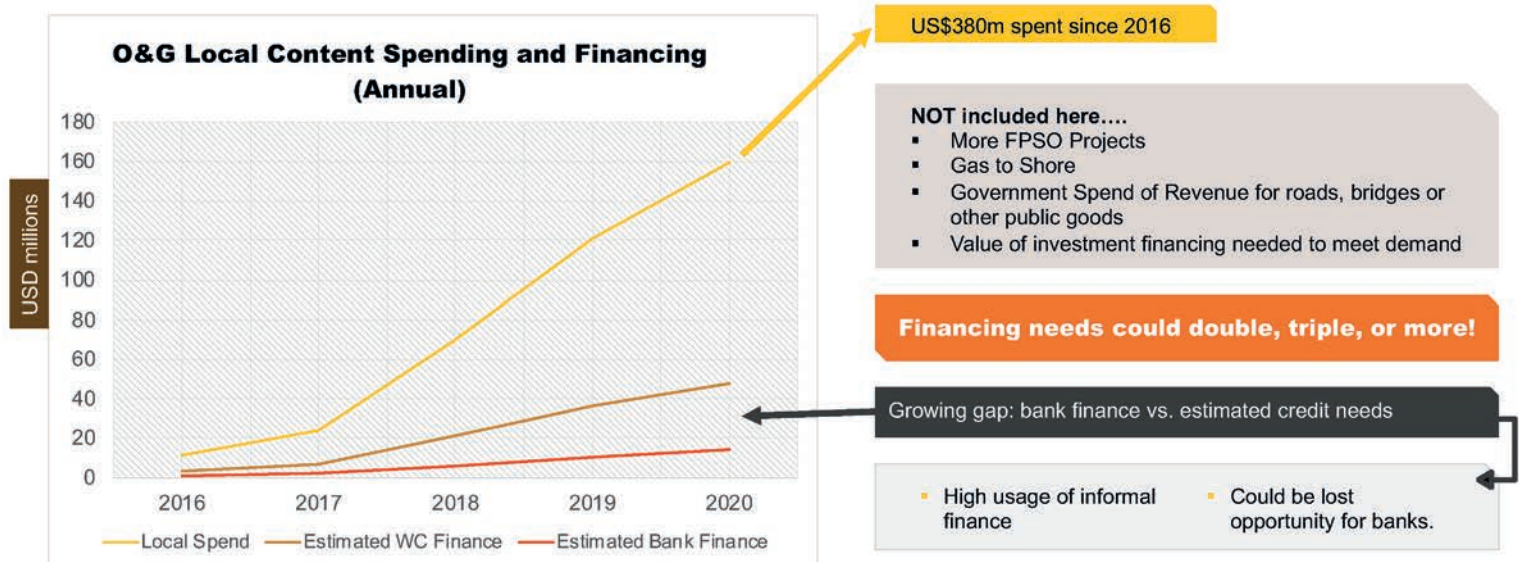 O&G Local Content Spending and Financing
(Annual)
USD millions
180
160
140
120
100
80
60
40
20
0
2016
2017
2018
2019
2020
Local Spend
Estimated WC Finance
Estimated Bank Finance
US$380m spent since 2016
NOT included here....
▪ More FPSO Projects
▪ Gas to Shore
▪ Government Spend of Revenue for roads, bridges or
other public goods
▪ Value of investment financing needed to meet demand
Financing needs could double, triple, or more!
Growing gap: bank finance vs. estimated credit needs
▪ High usage of informal
finance
▪ Could be lost
opportunity for banks.